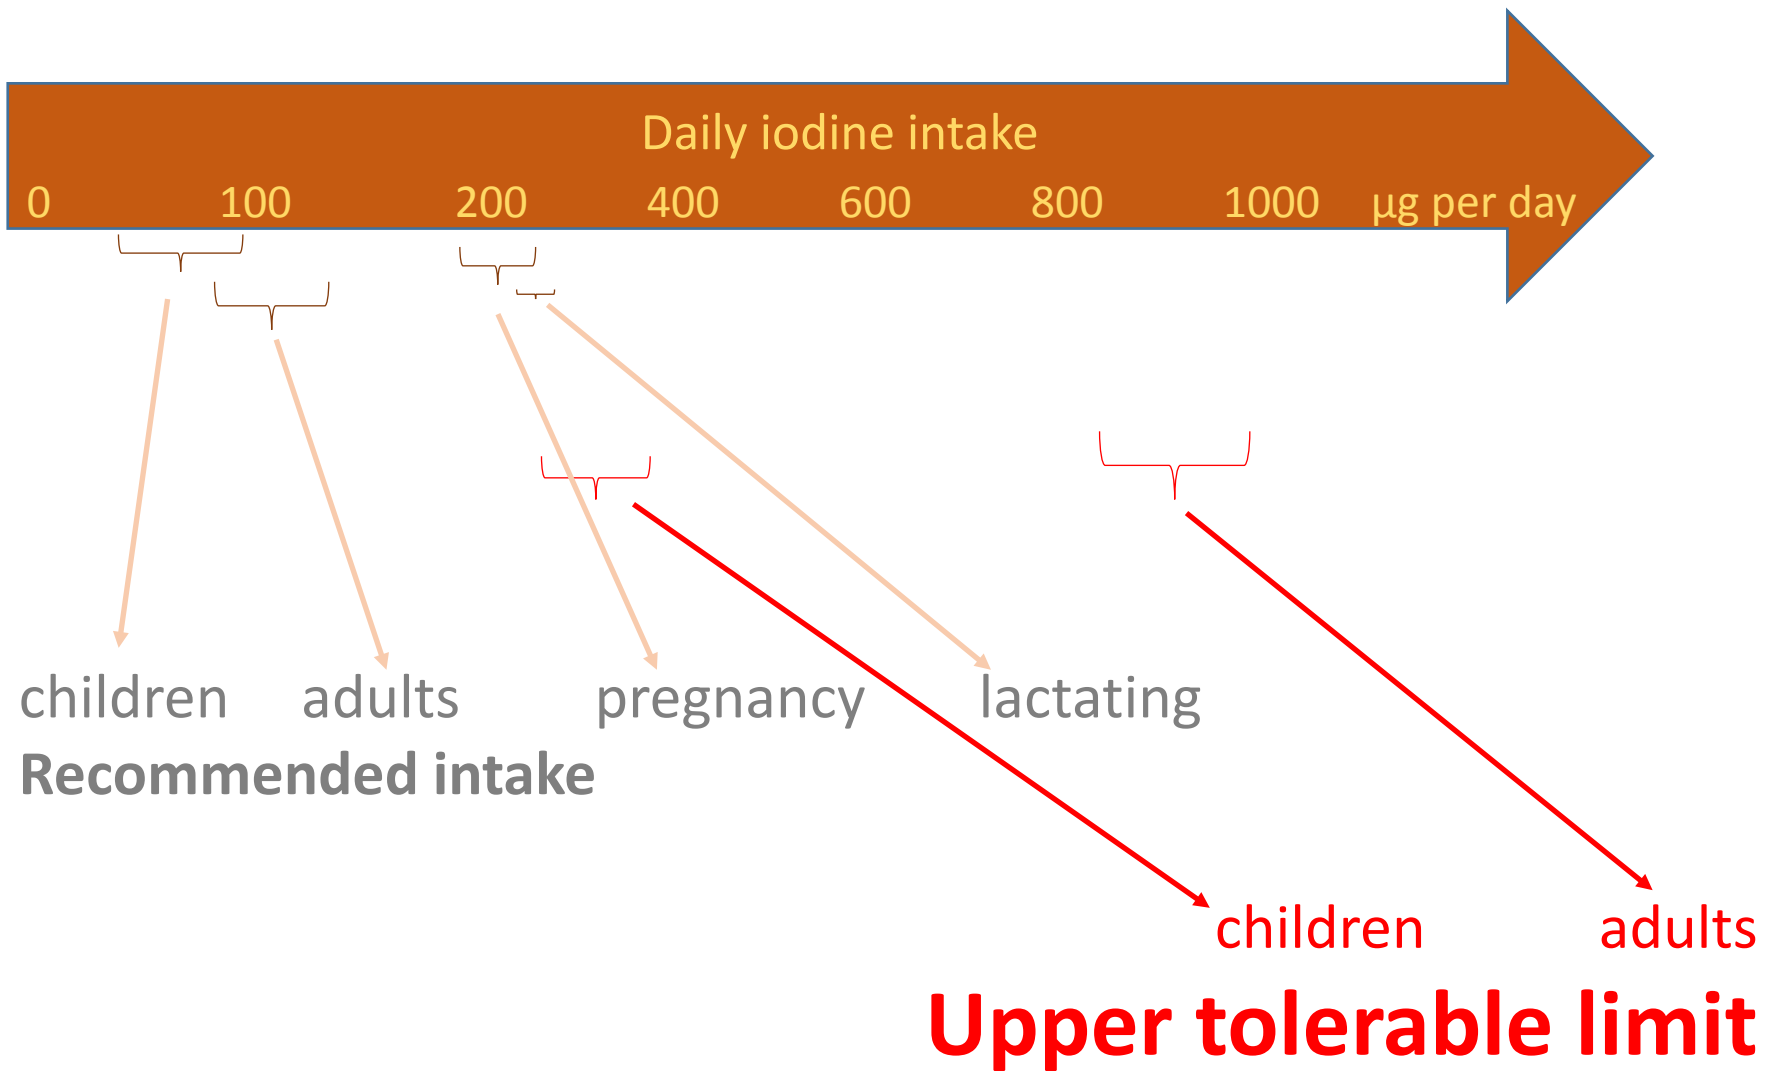 Daily iodine intake
0 100 200 400 600 800 1000 µg per day
children adults pregnancy lactating
Recommended intake
children adults
Upper tolerable limit